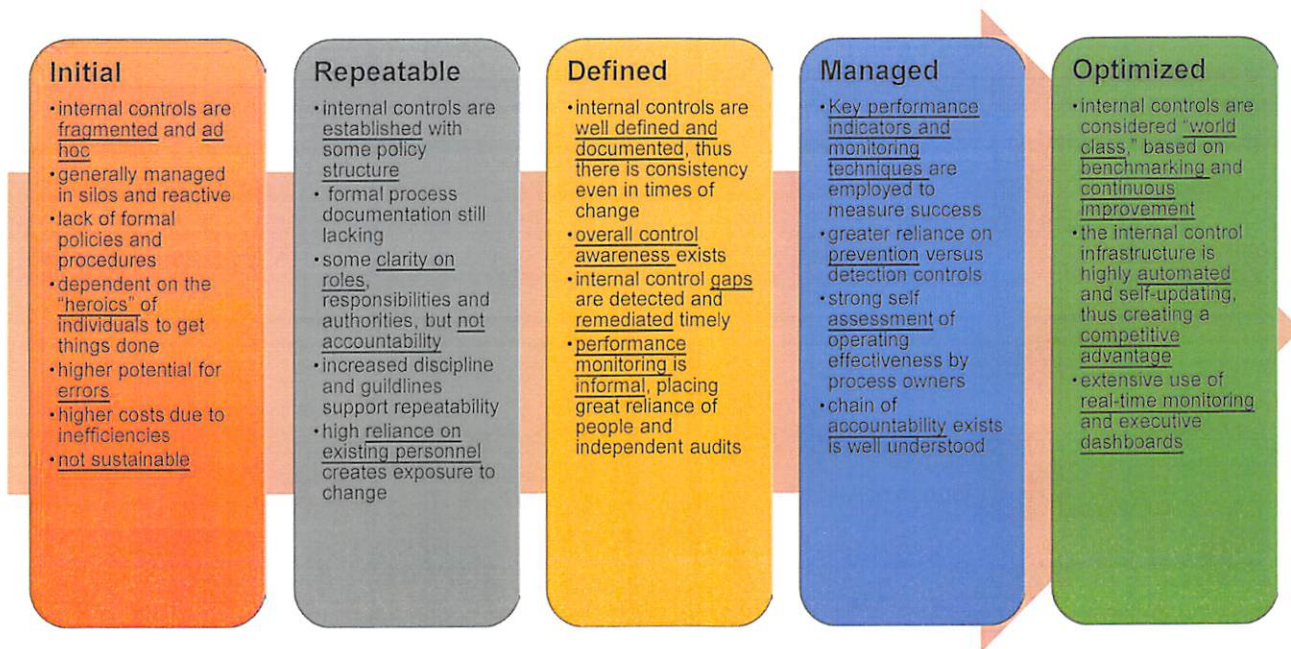 Initial
•internal controls are
fragmented and ad
hoc
•generally managed
in silos and reactive
•lack of formal
policies and
procedures
•dependent on the
"heroics" of
individuals to get
things done
•higher potential for
errors
•higher costs due to
inefficiencies
•not sustainable
Repeatable
•internal controls are
established with
some policy
structure
• formal process
documentation still
lacking
•some clarity on
roles,
responsibilities and
authorities, but not
accountability
•increased discipline
and guildlines
support repeatability
•high reliance on
existing personnel
creates exposure to
change
Defined
•internal controls are
well defined and
documented, thus
there is consistency
even in times of
change
•overall control
awareness exists
•internal control gaps
are detected and
remediated timely
•performance
monitoring is
informal, placing
great reliance of
people and
independent audits
Managed
•Key performance
indicators and
monitoring
techniques are
employed to
measure success
•greater reliance on
prevention versus
detection controls
•strong self
assessment of
operating
effectiveness by
process owners
•chain of
accountability exists
is well understood
Optimized
•internal controls are
considered "world
class," based on
benchmarking and
continuous
improvement
•the internal control
infrastructure is
highly automated
and self-updating,
thus creating a
competitive
advantage
•extensive use of
real-time monitoring
and executive
dashboards